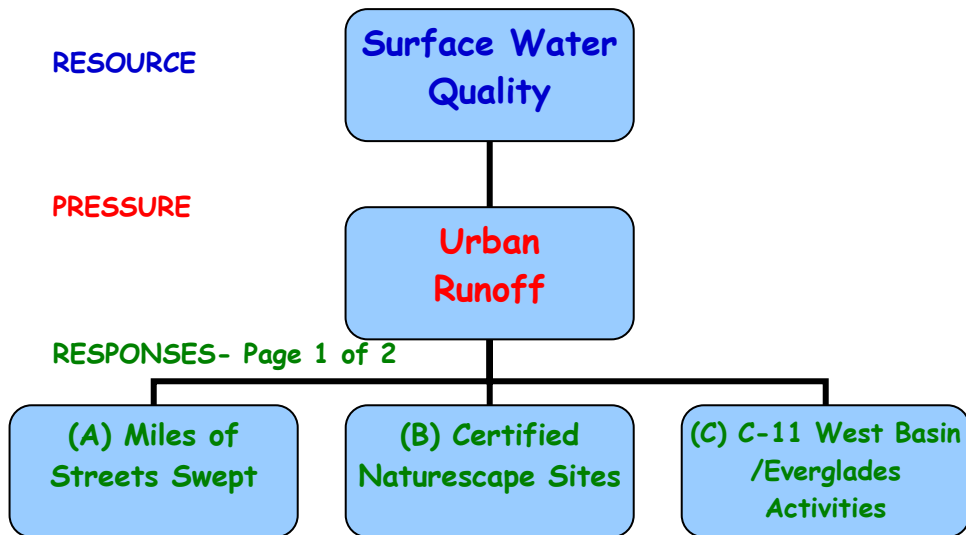 RESOURCE
Surface Water
Quality
PRESSURE
Urban
Runoff
RESPONSES- Page 1 of 2
(A) Miles of
Streets Swept
(B) Certified
Naturescape Sites
(C) C-11 West Basin
/Everglades
Activities